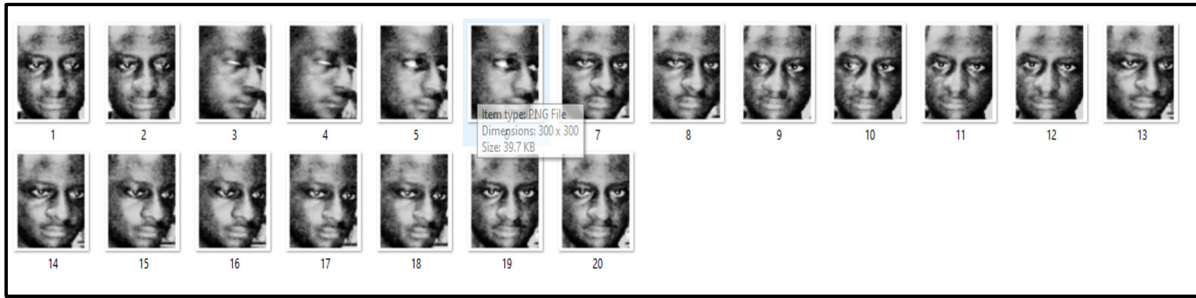 1 2 3 4 5 6 7 8 9 10 11 12 13
Item type: PNG File
Dimensions: 300 x 300
Size: 39.7 KB
14 15 16 17 18 19 20